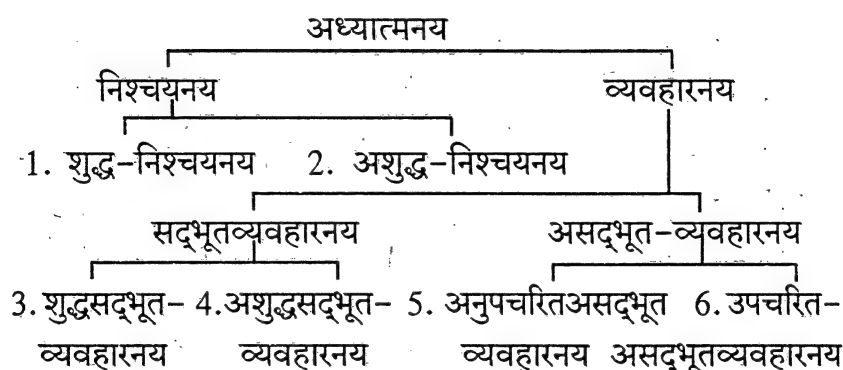 अध्यात्मनय
निश्चयनय व्यवहारनय
1. शुद्ध-निश्चयनय 2. अशुद्ध-निश्चयनय
सद्भूतव्यवहारनय असद्भूत-व्यवहारनय
3. शुद्धसद्भूत- 4.अशुद्धसद्भूत- 5. अनुपचरितअसद्भूत 6.उपचरित-
व्यवहारनय व्यवहारनय व्यवहारनय असद्भूतव्यवहारनय